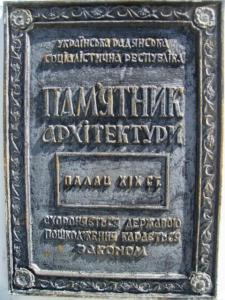 УКРАЇНСЬКА РАДЯНСЬКА
СОЦІАЛІСТИЧНА РЕСПУБЛІКА
ПАМ'ЯТНИК
АРХІТЕКТУРИ
ПАЛАЦ XIX СТ.
ОХОРОНЯЄТЬСЯ ДЕРЖАВОЮ
ПОШКОДЖЕННЯ КАРАЄТЬСЯ
ЗАКОНОМ